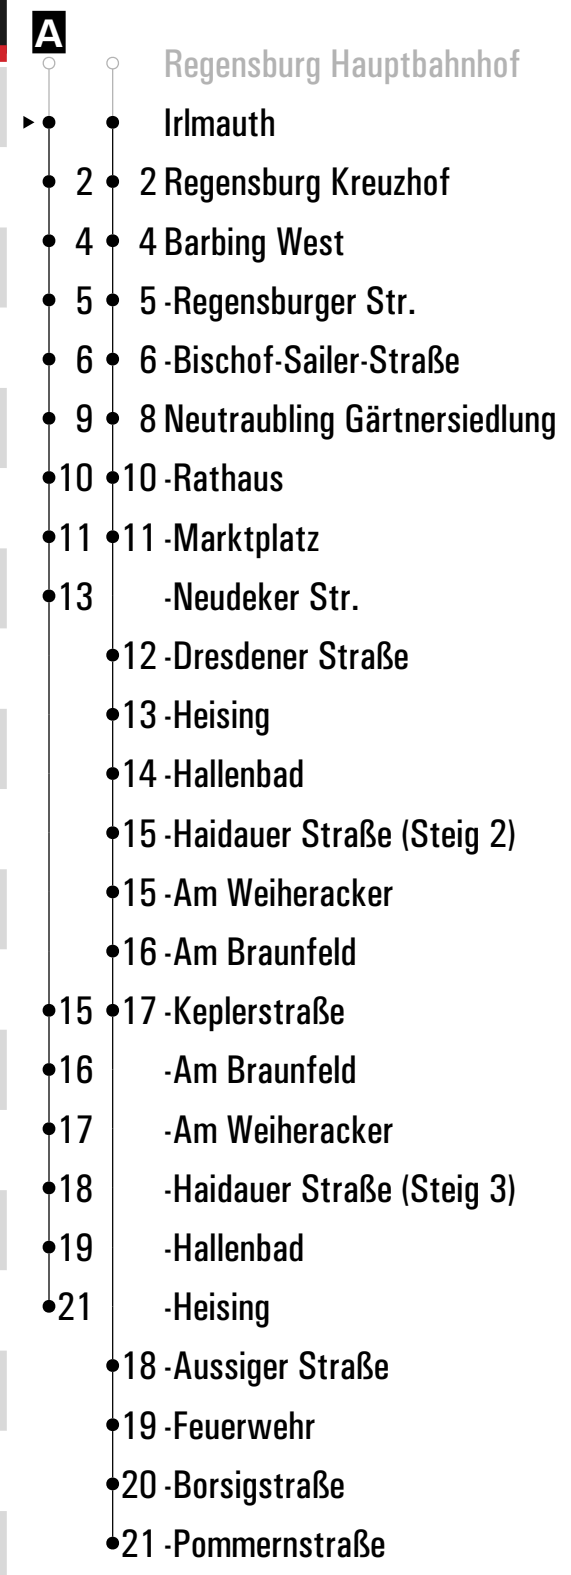 A
Regensburg Hauptbahnhof
Irlmauth
2 2 Regensburg Kreuzhof
4 4 Barbing West
5 5 -Regensburger Str.
6 6 -Bischof-Sailer-Straße
9 8 Neutraubling Gärtnersiedlung
10 10 -Rathaus
11 11 -Marktplatz
13 -Neudeker Str.
12 -Dresdener Straße
13 -Heising
14 -Hallenbad
15 -Haidauer Straße (Steig 2)
15 -Am Weiheracker
16 -Am Braunfeld
15 17 -Keplerstraße
16 -Am Braunfeld
17 -Am Weiheracker
18 -Haidauer Straße (Steig 3)
19 -Hallenbad
21 -Heising
18 -Aussiger Straße
19 -Feuerwehr
20 -Borsigstraße
21 -Pommernstraße